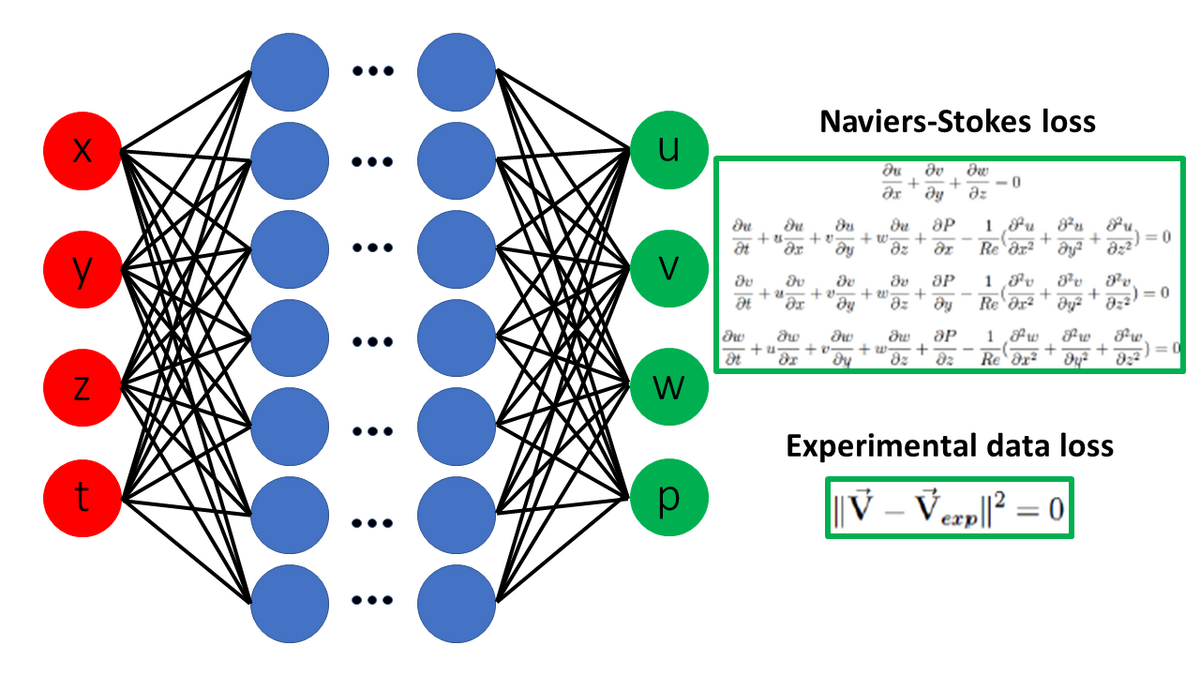 x
y
z
t
u
v
w
p
Naviers-Stokes loss
∂u/∂x + ∂v/∂y + ∂w/∂z − 0
∂u/∂t + u ∂u/∂x + v ∂u/∂y + w ∂u/∂z + ∂P/∂x − 1/Re (∂²u/∂x² + ∂²u/∂y² + ∂²u/∂z²) = 0
∂v/∂t + u ∂v/∂x + v ∂v/∂y + w ∂v/∂z + ∂P/∂y − 1/Re (∂²v/∂x² + ∂²v/∂y² + ∂²v/∂z²) = 0
∂w/∂t + u ∂w/∂x + v ∂w/∂y + w ∂w/∂z + ∂P/∂z − 1/Re (∂²w/∂x² + ∂²w/∂y² + ∂²w/∂z²) = 0
Experimental data loss
‖V⃗ − V⃗exp‖² = 0